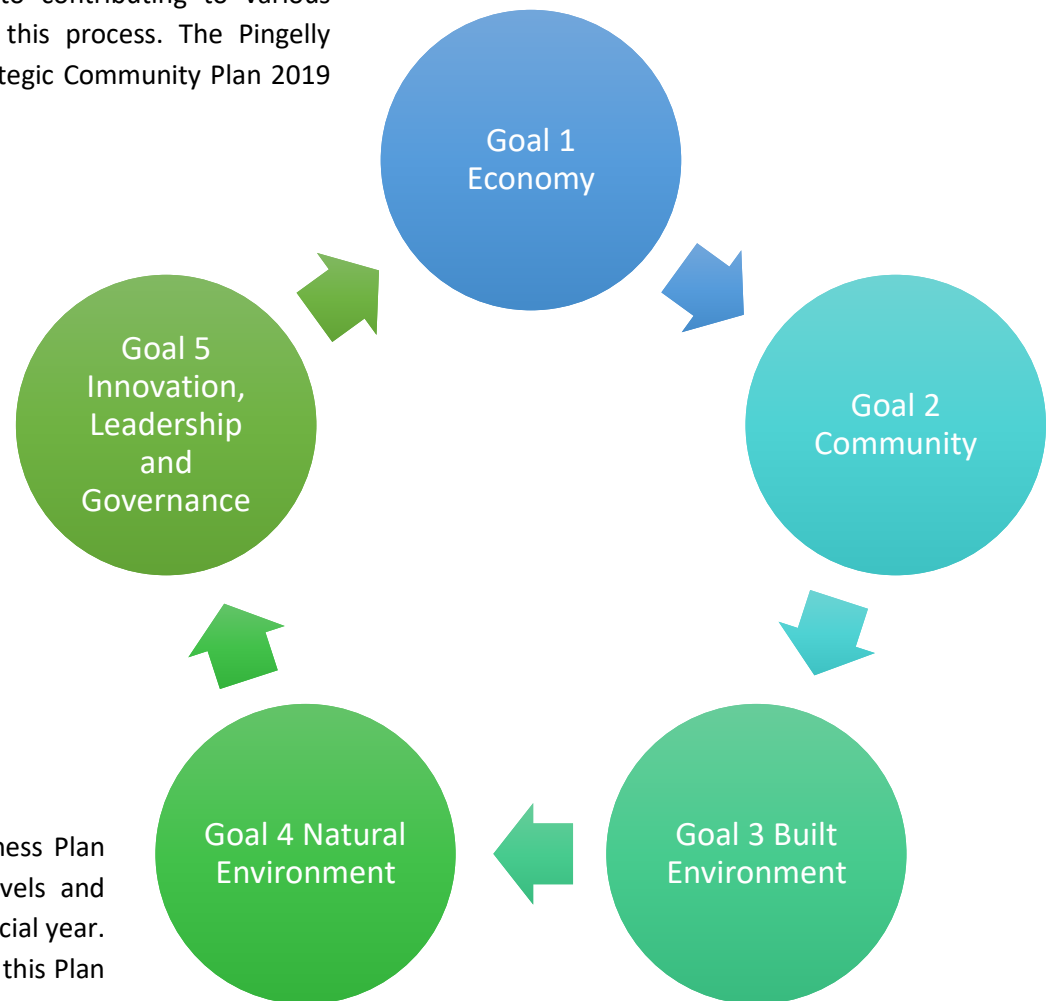 to contributing to various
this process. The Pingelly
tegic Community Plan 2019
Goal 1
Economy
Goal 2
Community
Goal 3 Built
Environment
Goal 4 Natural
Environment
Goal 5
Innovation,
Leadership
and
Governance
ness Plan
vels and
cial year.
this Plan